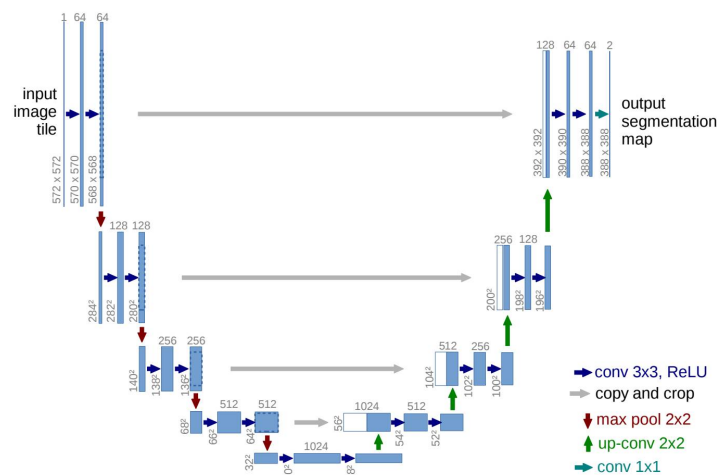 1 64 64
128 64 64 2
input
image
tile
output
segmentation
map
572 x 572
570 x 570
568 x 568
392 x 392
390 x 390
388 x 388
388 x 388
128 128
256 128
284²
282²
280²
200²
198²
196²
256 256
512 256
140²
138²
136²
104²
102²
100²
512 512
1024 512
68²
66²
64²
56²
54²
52²
1024
32²
conv 3x3, ReLU
copy and crop
max pool 2x2
up-conv 2x2
conv 1x1